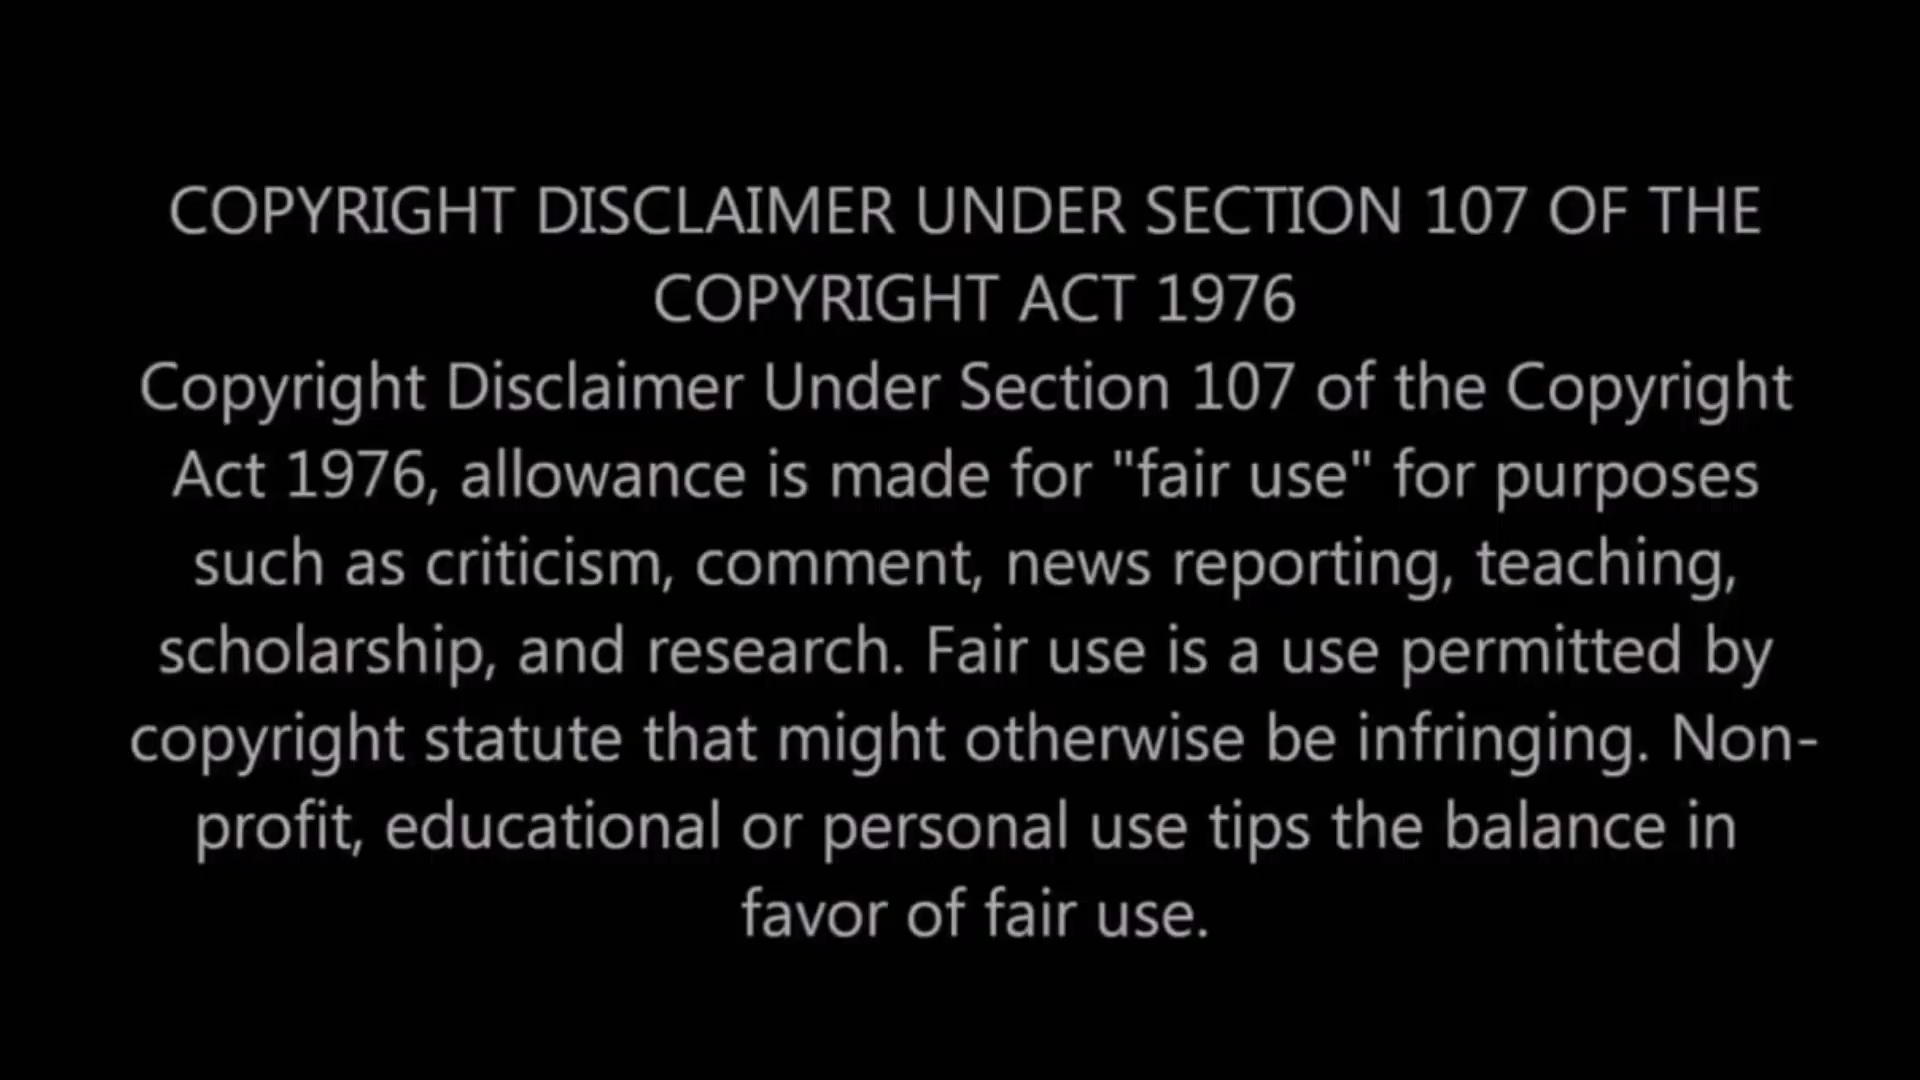 COPYRIGHT DISCLAIMER UNDER SECTION 107 OF THE
COPYRIGHT ACT 1976
Copyright Disclaimer Under Section 107 of the Copyright
Act 1976, allowance is made for "fair use" for purposes
such as criticism, comment, news reporting, teaching,
scholarship, and research. Fair use is a use permitted by
copyright statute that might otherwise be infringing. Non-
profit, educational or personal use tips the balance in
favor of fair use.